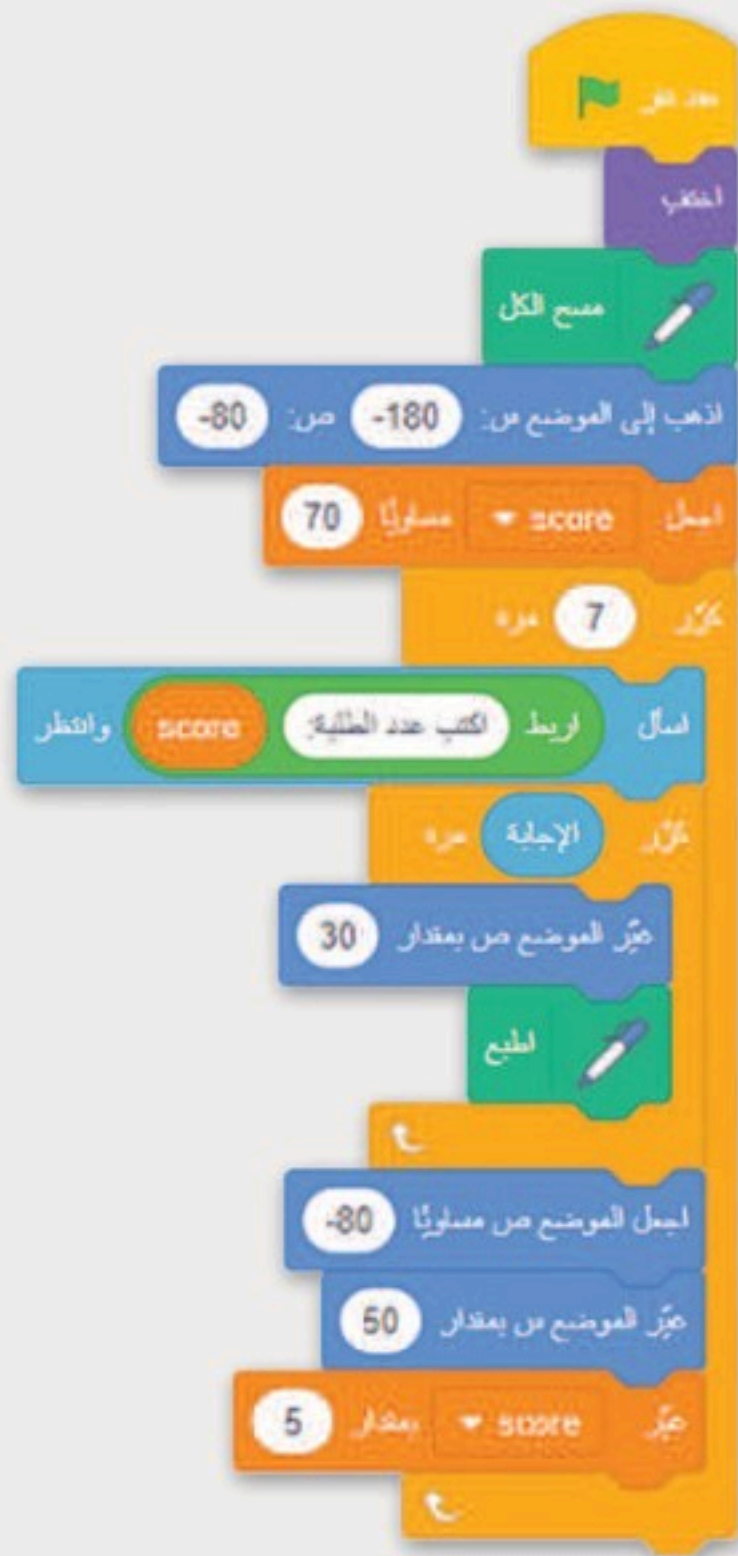 عند نقر
اختفِ
مسح الكل
اذهب إلى الموضع س: -180 ص: -80
اجعل score مساويًا 70
كرّر 7 مرة
اسأل اربط اكتب عدد الطلبة: score وانتظر
كرّر الإجابة مرة
غيّر الموضع ص بمقدار 30
اطبع
اجعل الموضع ص مساويًا -80
غيّر الموضع س بمقدار 50
غيّر score بمقدار 5